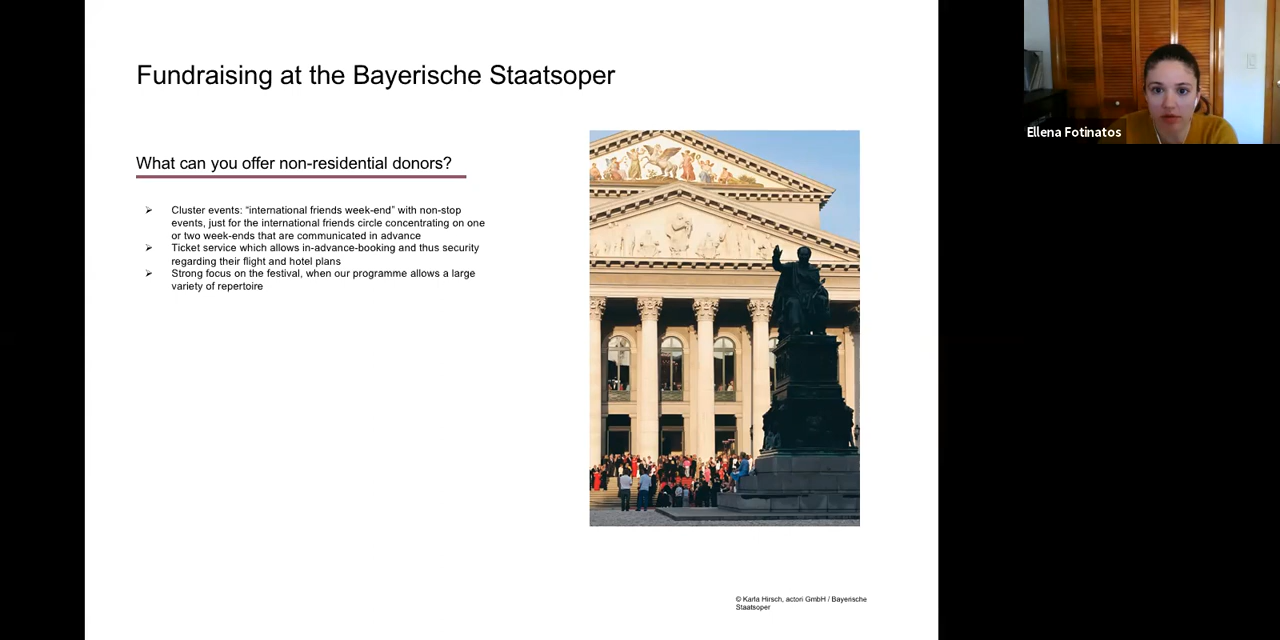 Fundraising at the Bayerische Staatsoper
What can you offer non-residential donors?
➢ Cluster events: “international friends week-end” with non-stop
events, just for the international friends circle concentrating on one
or two week-ends that are communicated in advance
➢ Ticket service which allows in-advance-booking and thus security
regarding their flight and hotel plans
➢ Strong focus on the festival, when our programme allows a large
variety of repertoire
© Karla Hirsch, actori GmbH / Bayerische
Staatsoper
Ellena Fotinatos